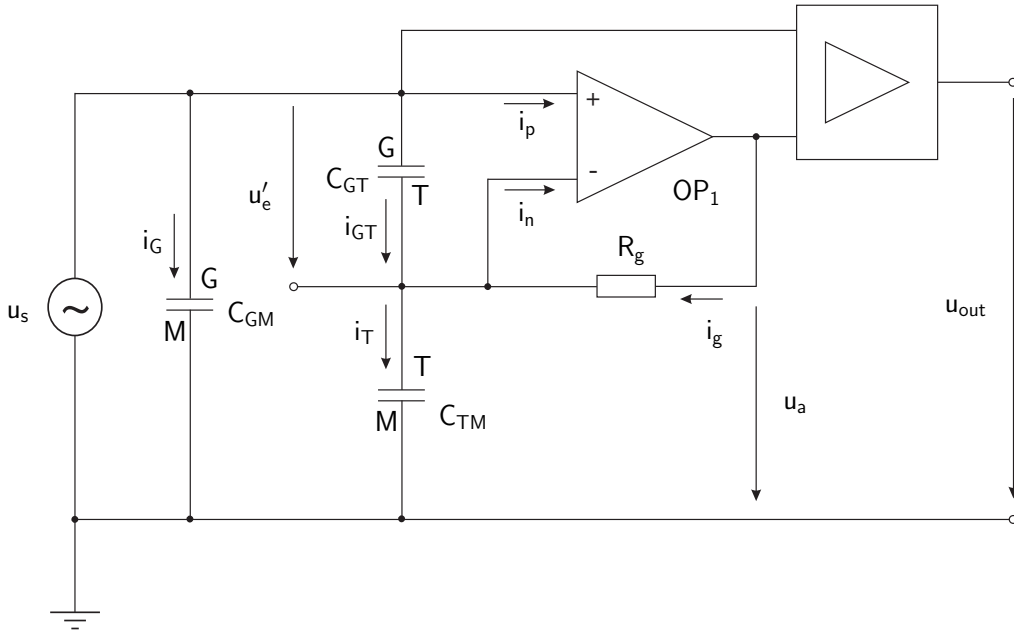 +
i_p
G
C_GT
u'_e
T
-
i_n
OP_1
i_G
i_GT
R_g
G
u_s
C_GM
u_out
M
i_T
i_g
T
u_a
M
C_TM
~